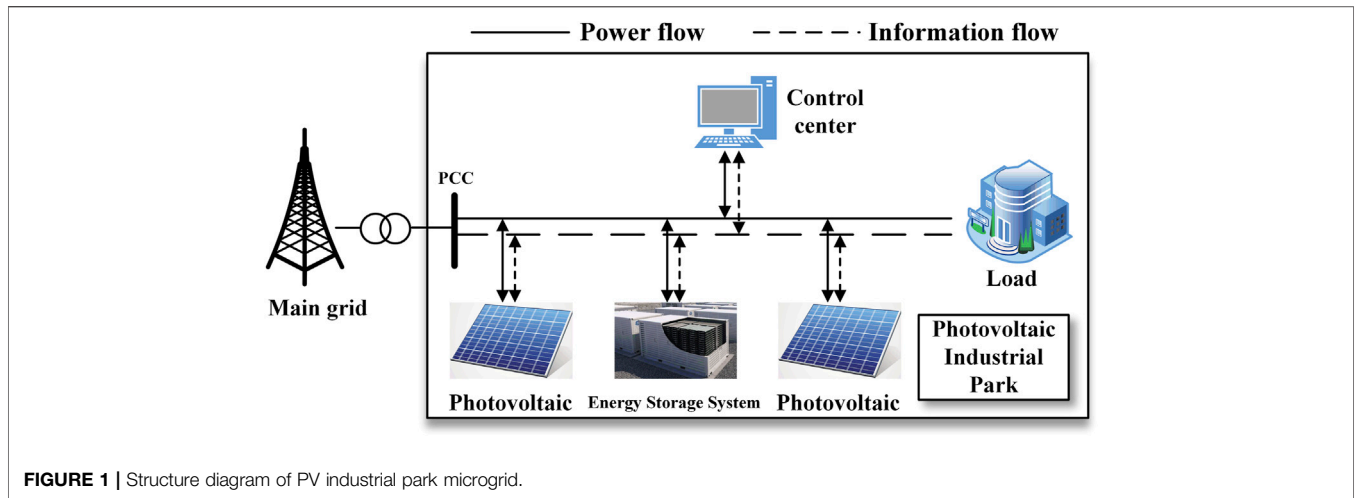 Power flow
Information flow
Control
center
PCC
Main grid
Load
Photovoltaic
Energy Storage System
Photovoltaic
Photovoltaic
Industrial
Park
FIGURE 1 | Structure diagram of PV industrial park microgrid.